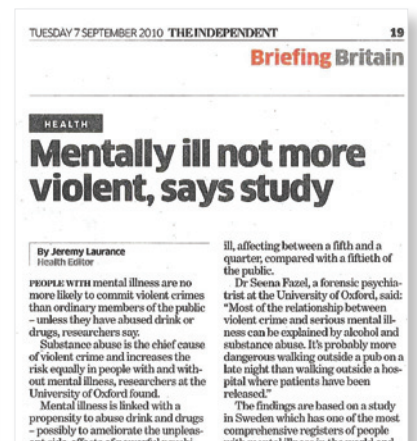 TUESDAY 7 SEPTEMBER 2010 THE INDEPENDENT 19
Briefing Britain
HEALTH
Mentally ill not more
violent, says study
By Jeremy Laurance
Health Editor
PEOPLE WITH mental illness are no
more likely to commit violent crimes
than ordinary members of the public
– unless they have abused drink or
drugs, researchers say.
Substance abuse is the chief cause
of violent crime and increases the
risk equally in people with and with-
out mental illness, researchers at the
University of Oxford found.
Mental illness is linked with a
propensity to abuse drink and drugs
– possibly to ameliorate the unpleas-
ill, affecting between a fifth and a
quarter, compared with a fiftieth of
the public.
Dr Seena Fazel, a forensic psychia-
trist at the University of Oxford, said:
“Most of the relationship between
violent crime and serious mental ill-
ness can be explained by alcohol and
substance abuse. It's probably more
dangerous walking outside a pub on a
late night than walking outside a hos-
pital where patients have been
released.”
The findings are based on a study
in Sweden which has one of the most
comprehensive registers of people